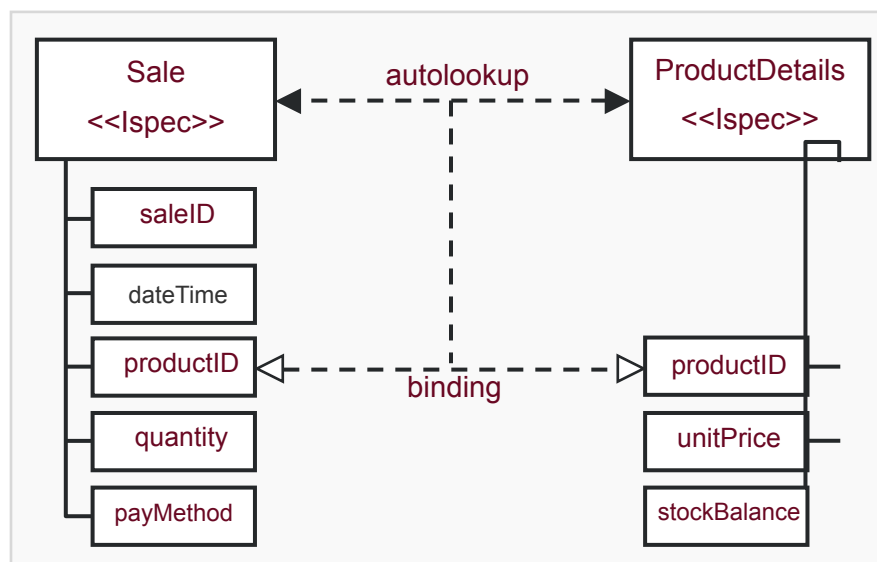 Sale
<<Ispec>>
autolookup
ProductDetails
<<Ispec>>
saleID
dateTime
productID
quantity
payMethod
binding
productID
unitPrice
stockBalance